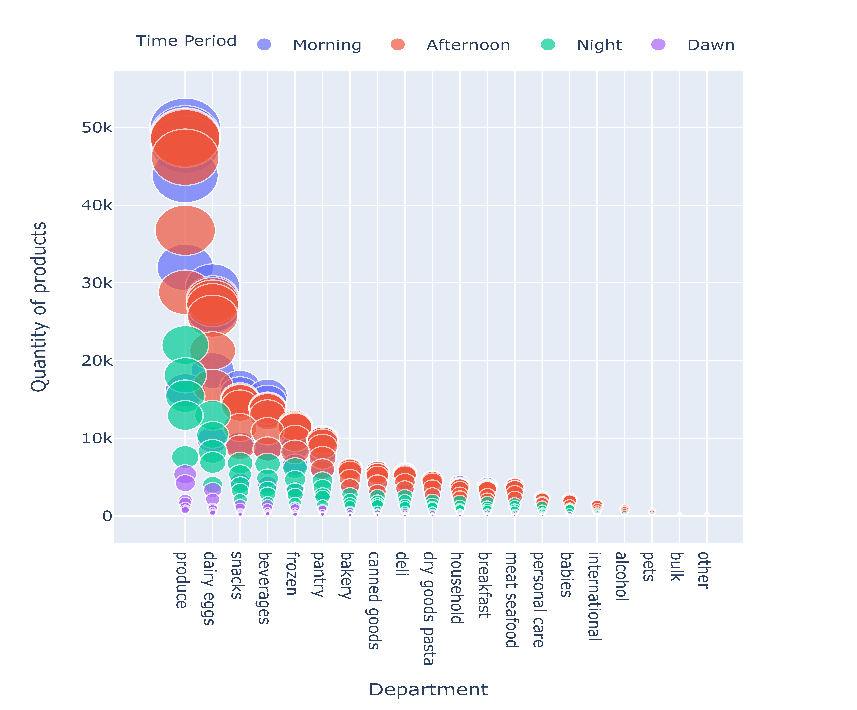 Time Period Morning Afternoon Night Dawn
50k
40k
30k
20k
10k
0
Quantity of products
produce
dairy eggs
snacks
beverages
frozen
pantry
bakery
canned goods
deli
dry goods pasta
household
breakfast
meat seafood
personal care
babies
international
alcohol
pets
bulk
other
Department